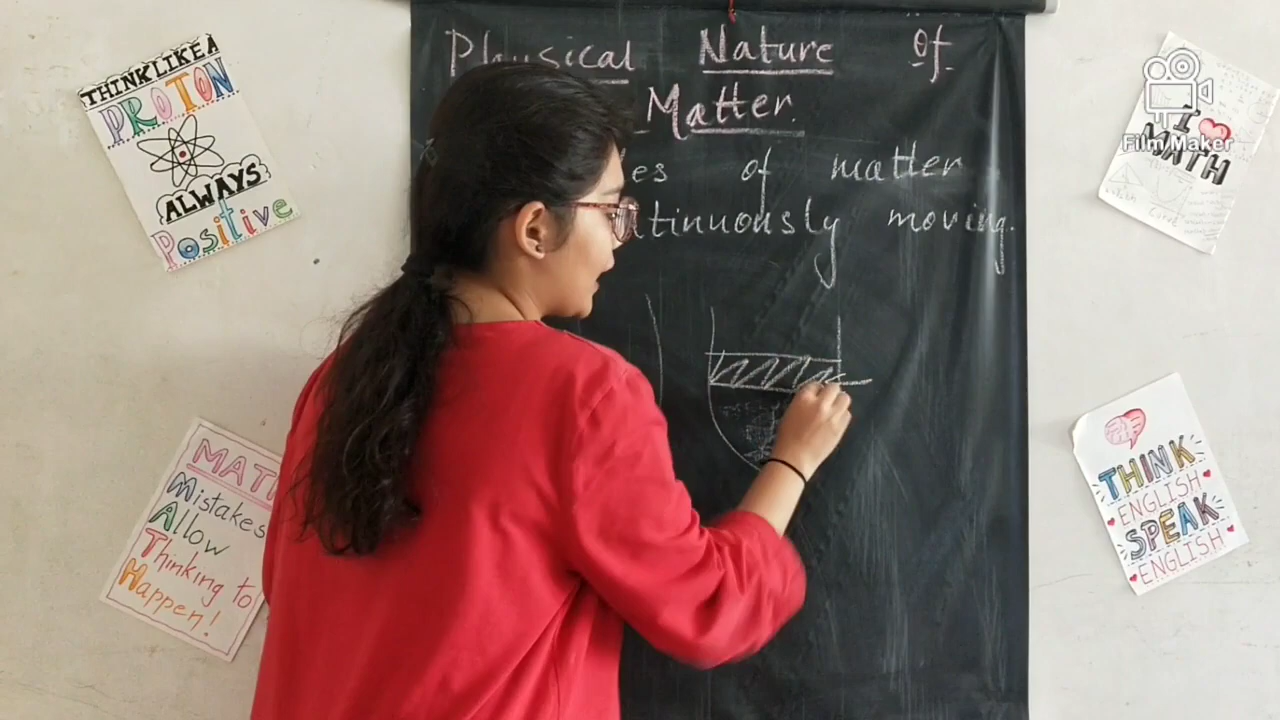 THINK LIKE A
PROTON
ALWAYS
Positive
MATH
Mistakes
Allow
Thinking to
Happen!
Physical Nature Of
Matter.
es of matter
tinuously moving.
I
MATH
Film Maker
THINK
ENGLISH
SPEAK
ENGLISH